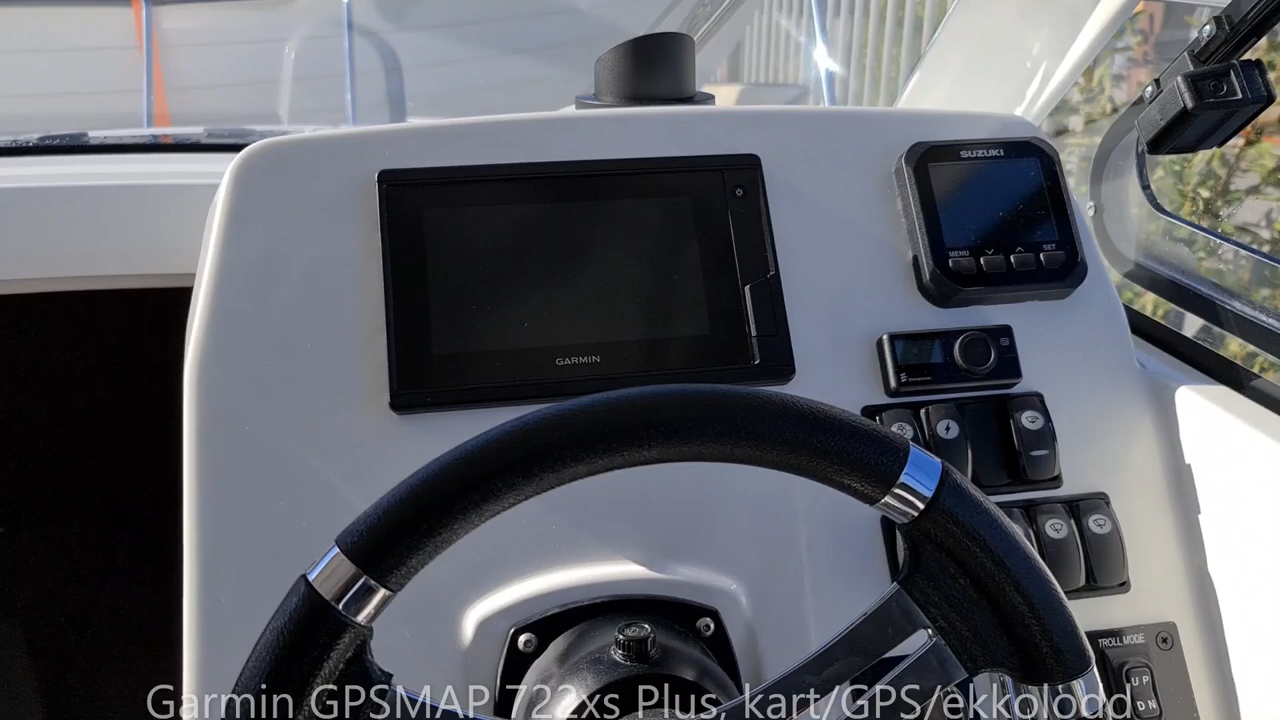 SUZUKI
MENU
SET
GARMIN
TROLL MODE
UP
DN
Garmin GPSMAP 722xs Plus, kart/GPS/ekkolodd